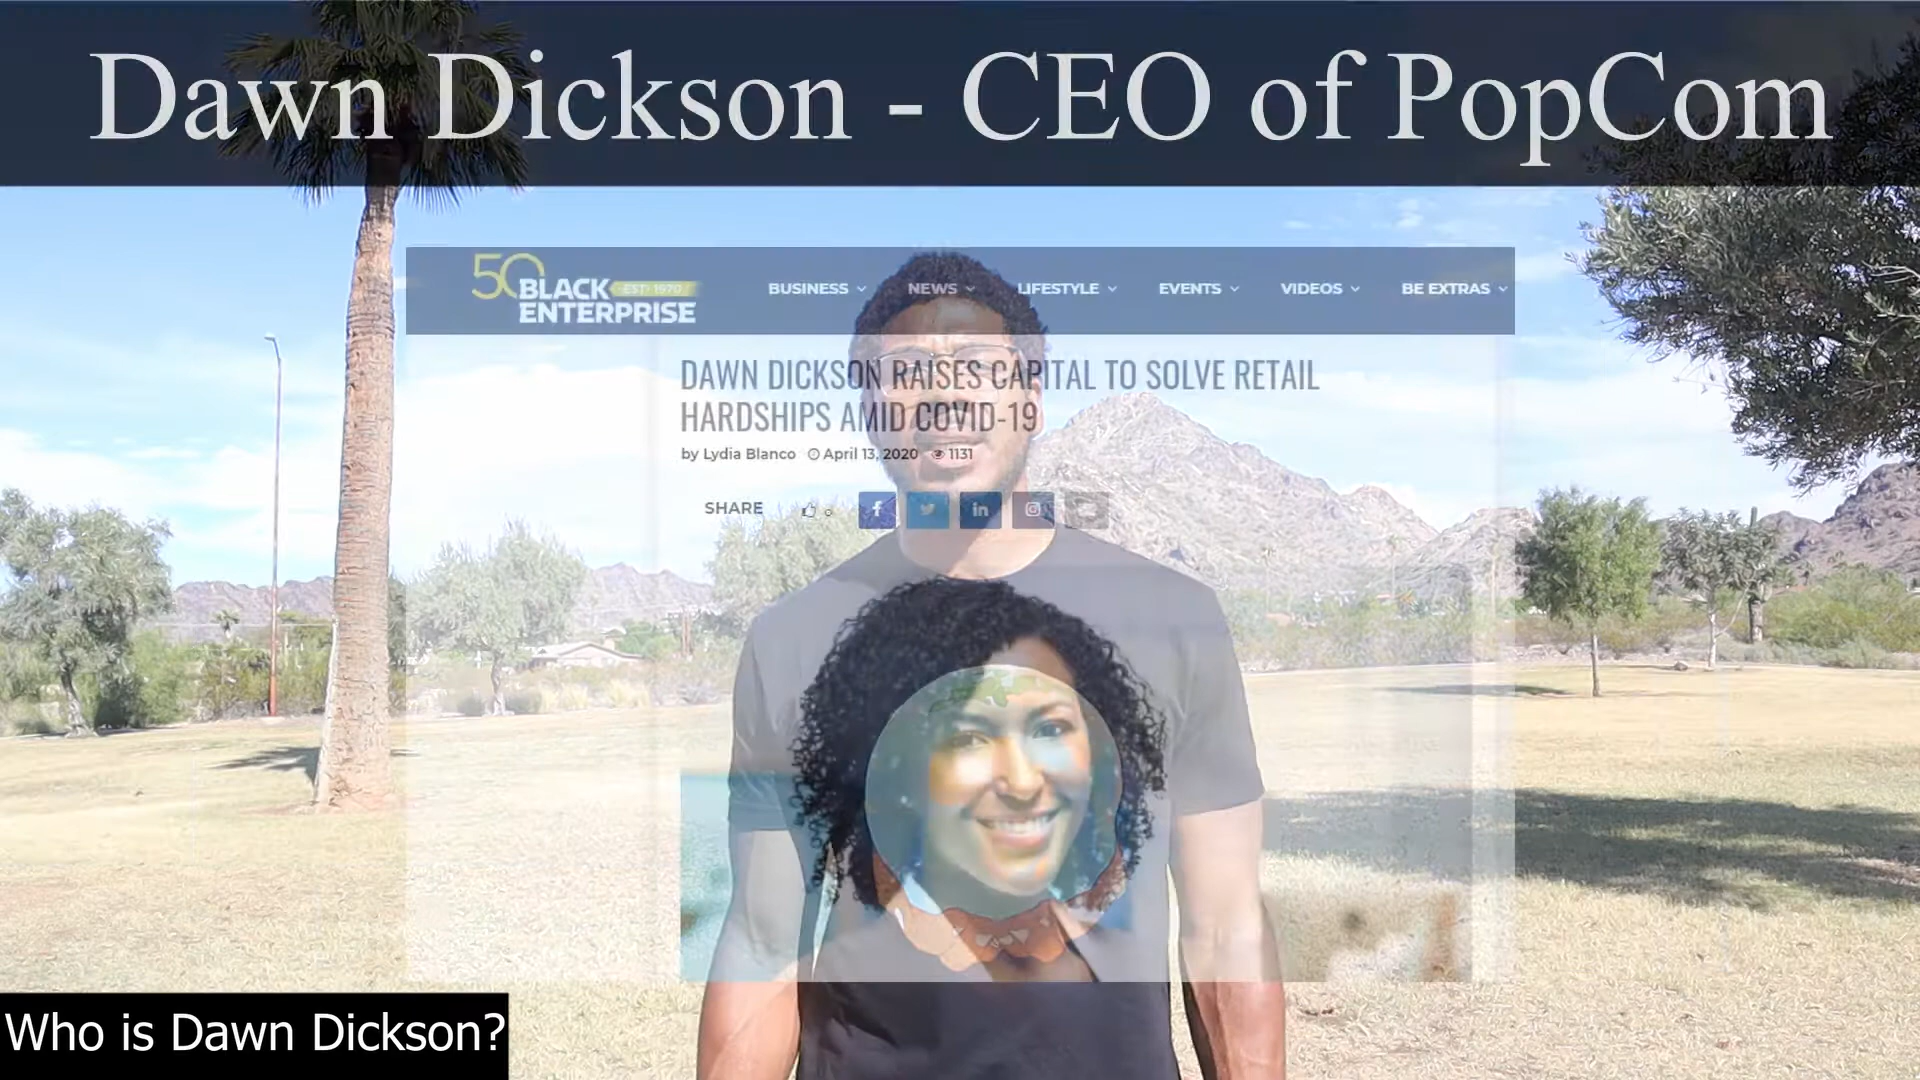 Dawn Dickson - CEO of PopCom
50 BLACK EST. 1970
ENTERPRISE
BUSINESS NEWS LIFESTYLE EVENTS VIDEOS BE EXTRAS
DAWN DICKSON RAISES CAPITAL TO SOLVE RETAIL
HARDSHIPS AMID COVID-19
by Lydia Blanco April 13, 2020 1131
SHARE 0 f in
Who is Dawn Dickson?